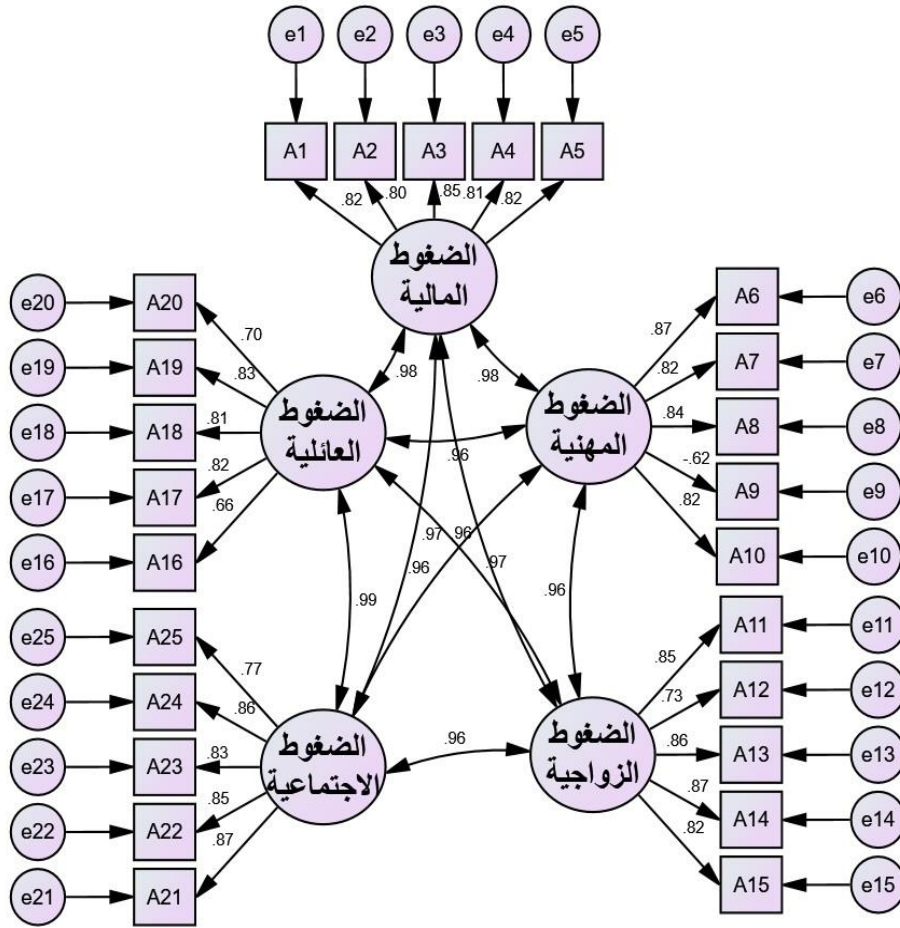 e1 e2 e3 e4 e5
A1 A2 A3 A4 A5
.82 .80 .85 .81 .82
الضغوط
المالية
e20 A20
e19 A19
e18 A18
e17 A17
e16 A16
.70
.83
.81
.82
.66
الضغوط
العائلية
.98
.98
.96
الضغوط
المهنية
.87
.82
.84
-.62
.82
A6 e6
A7 e7
A8 e8
A9 e9
A10 e10
.97 .96 .97
.96
.99
.96
e25 A25
e24 A24
e23 A23
e22 A22
e21 A21
.77
.86
.83
.85
.87
الضغوط
الاجتماعية
.96
الضغوط
الزواجية
.85
.73
.86
.87
.82
A11 e11
A12 e12
A13 e13
A14 e14
A15 e15